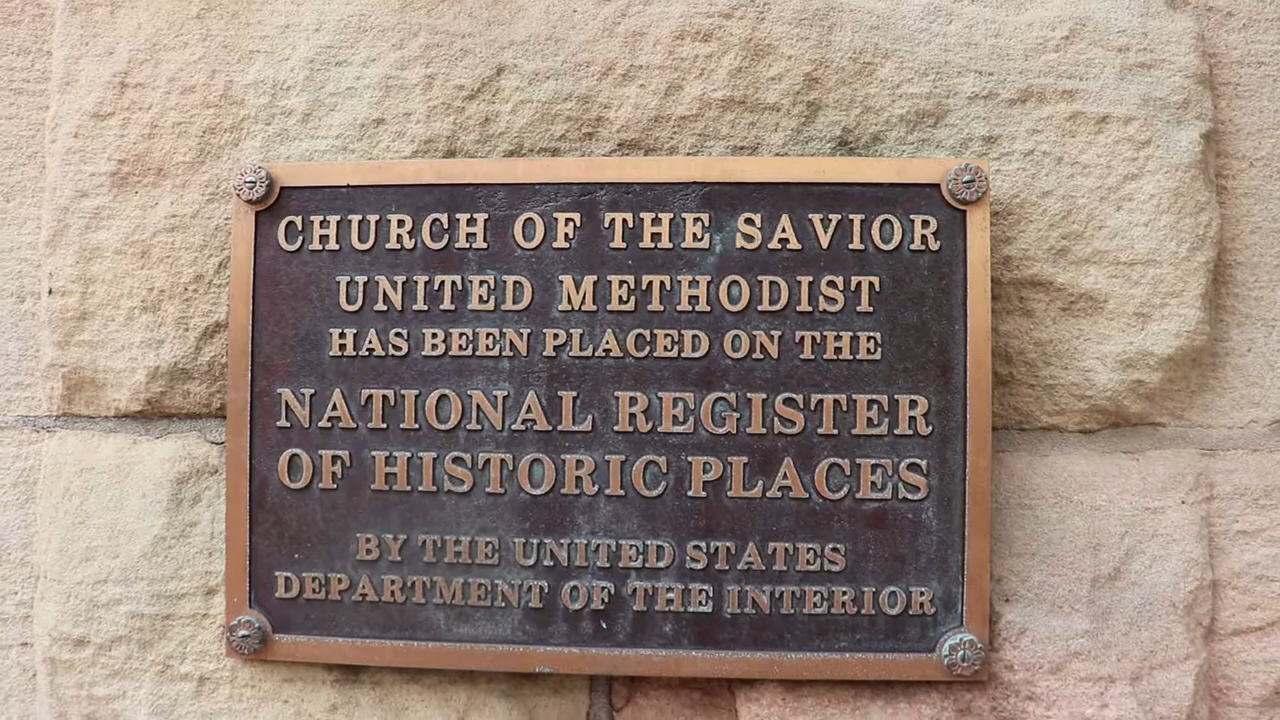 CHURCH OF THE SAVIOR
UNITED METHODIST
HAS BEEN PLACED ON THE
NATIONAL REGISTER
OF HISTORIC PLACES
BY THE UNITED STATES
DEPARTMENT OF THE INTERIOR